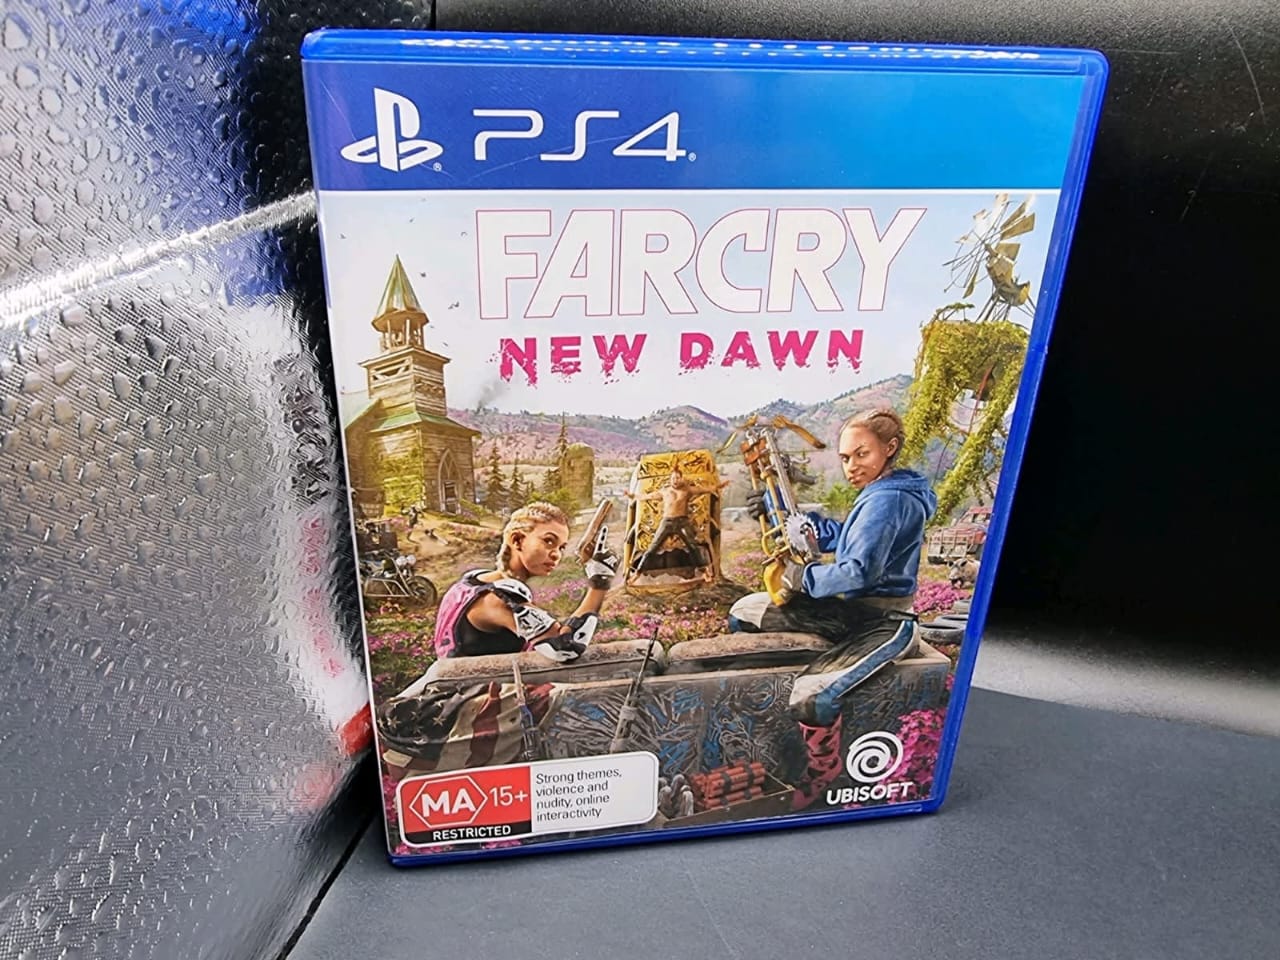 PS4
FARCRY
NEW DAWN
MA 15+
RESTRICTED
Strong themes,
violence and
nudity, online
interactivity
UBISOFT